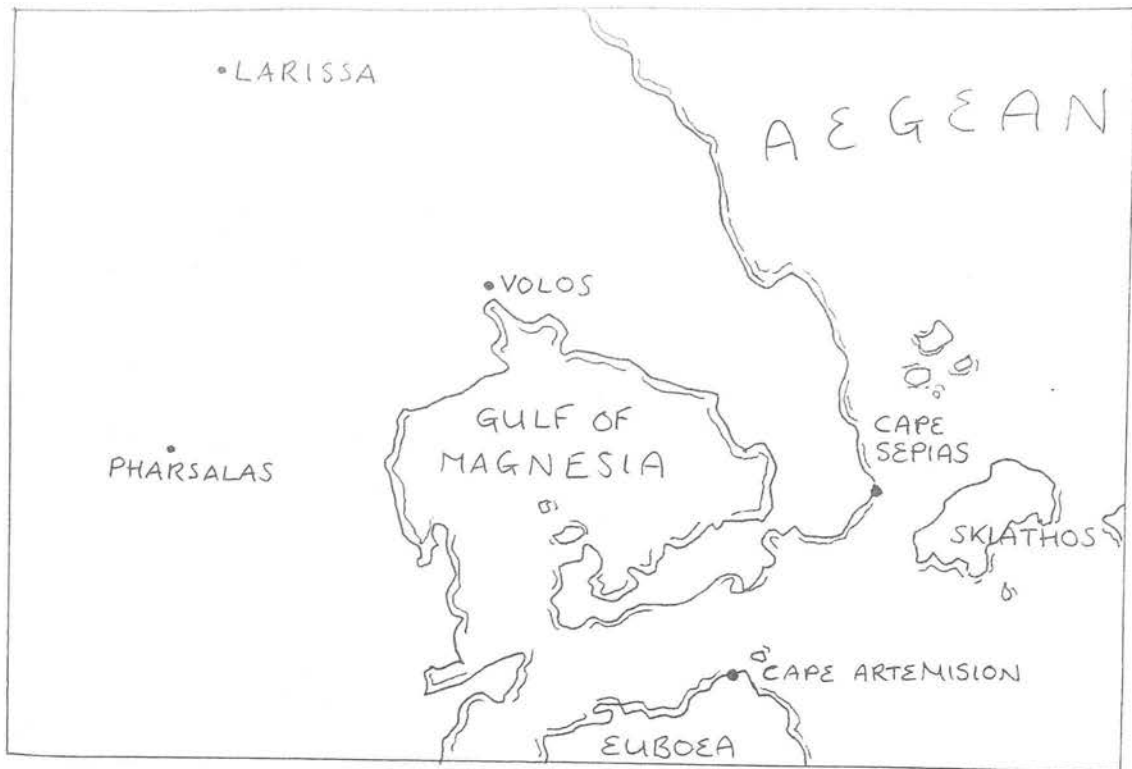 LARISSA
AEGEAN
VOLOS
GULF OF
MAGNESIA
CAPE
SEPIAS
PHARSALAS
SKIATHOS
CAPE ARTEMISION
EUBOEA